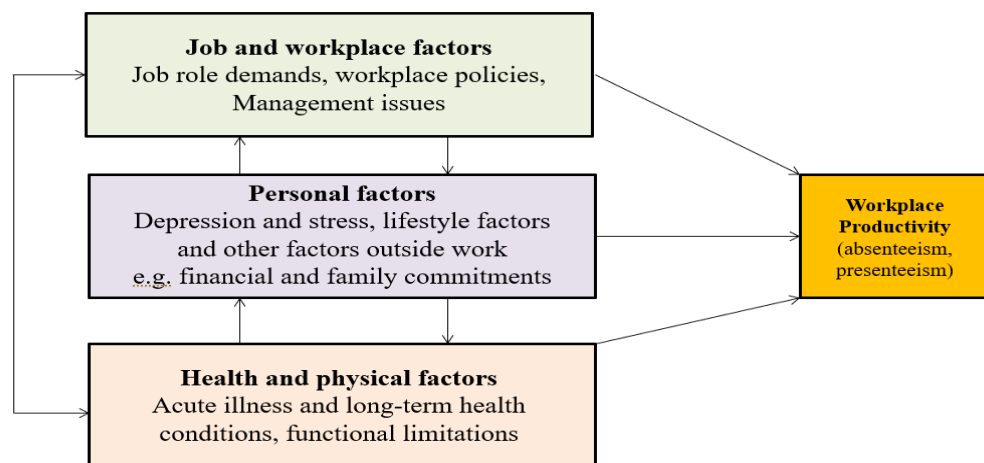 Job and workplace factors
Job role demands, workplace policies,
Management issues
Personal factors
Depression and stress, lifestyle factors
and other factors outside work
e.g. financial and family commitments
Workplace
Productivity
(absenteeism,
presenteeism)
Health and physical factors
Acute illness and long-term health
conditions, functional limitations